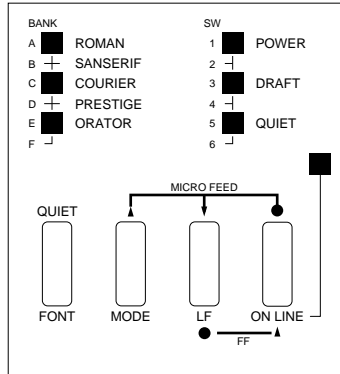 BANK SW
A ROMAN 1 POWER
B SANSERIF 2
C COURIER 3 DRAFT
D PRESTIGE 4
E ORATOR 5 QUIET
F 6
MICRO FEED
QUIET
FONT MODE LF ON LINE
FF